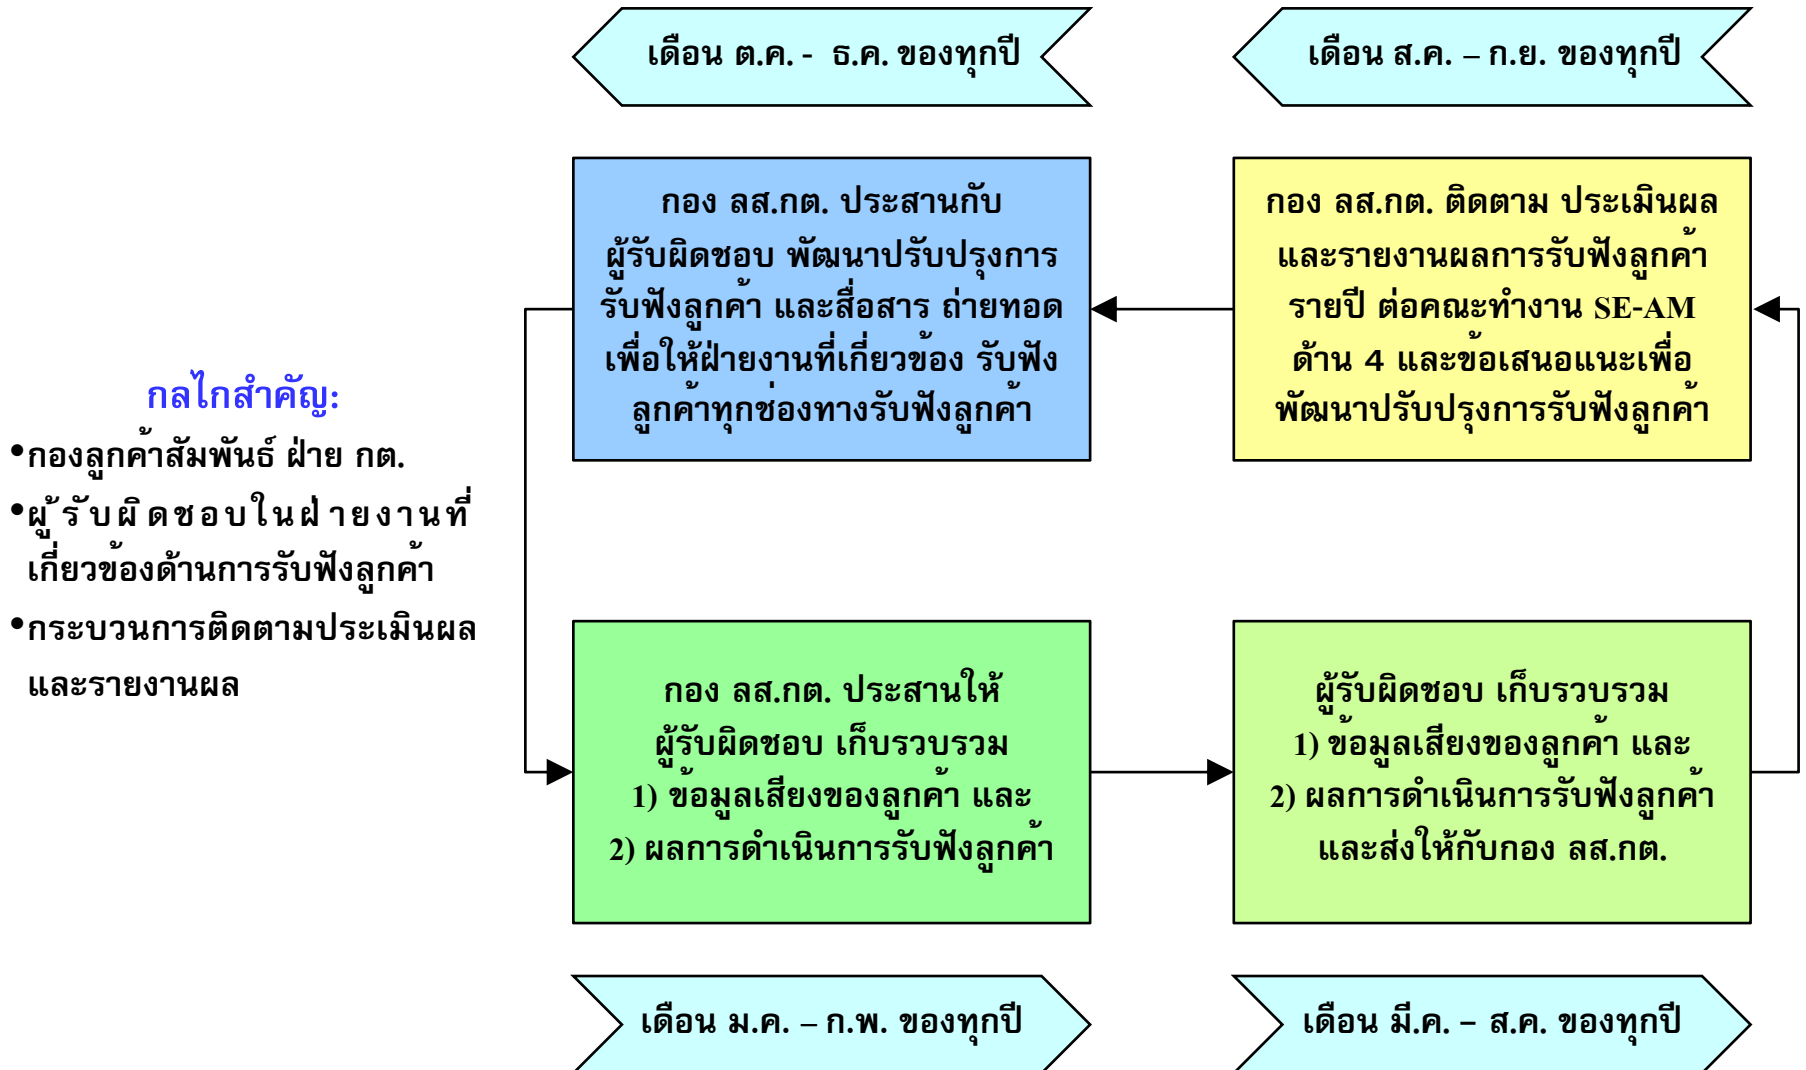 เดือน ต.ค. - ธ.ค. ของทุกปี
เดือน ส.ค. – ก.ย. ของทุกปี
กอง ลส.กต. ประสานกับ
ผู้รับผิดชอบ พัฒนาปรับปรุงการ
รับฟังลูกค้า และสื่อสาร ถ่ายทอด
เพื่อให้ฝ่ายงานที่เกี่ยวข้อง รับฟัง
ลูกค้าทุกช่องทางรับฟังลูกค้า
กอง ลส.กต. ติดตาม ประเมินผล
และรายงานผลการรับฟังลูกค้า
รายปี ต่อคณะทำงาน SE-AM
ด้าน 4 และข้อเสนอแนะเพื่อ
พัฒนาปรับปรุงการรับฟังลูกค้า
กลไกสำคัญ:
•กองลูกค้าสัมพันธ์ ฝ่าย กต.
•ผู้รับผิดชอบในฝ่ายงานที่
เกี่ยวข้องด้านการรับฟังลูกค้า
•กระบวนการติดตามประเมินผล
และรายงานผล
กอง ลส.กต. ประสานให้
ผู้รับผิดชอบ เก็บรวบรวม
1) ข้อมูลเสียงของลูกค้า และ
2) ผลการดำเนินการรับฟังลูกค้า
ผู้รับผิดชอบ เก็บรวบรวม
1) ข้อมูลเสียงของลูกค้า และ
2) ผลการดำเนินการรับฟังลูกค้า
และส่งให้กับกอง ลส.กต.
เดือน ม.ค. – ก.พ. ของทุกปี
เดือน มี.ค. – ส.ค. ของทุกปี